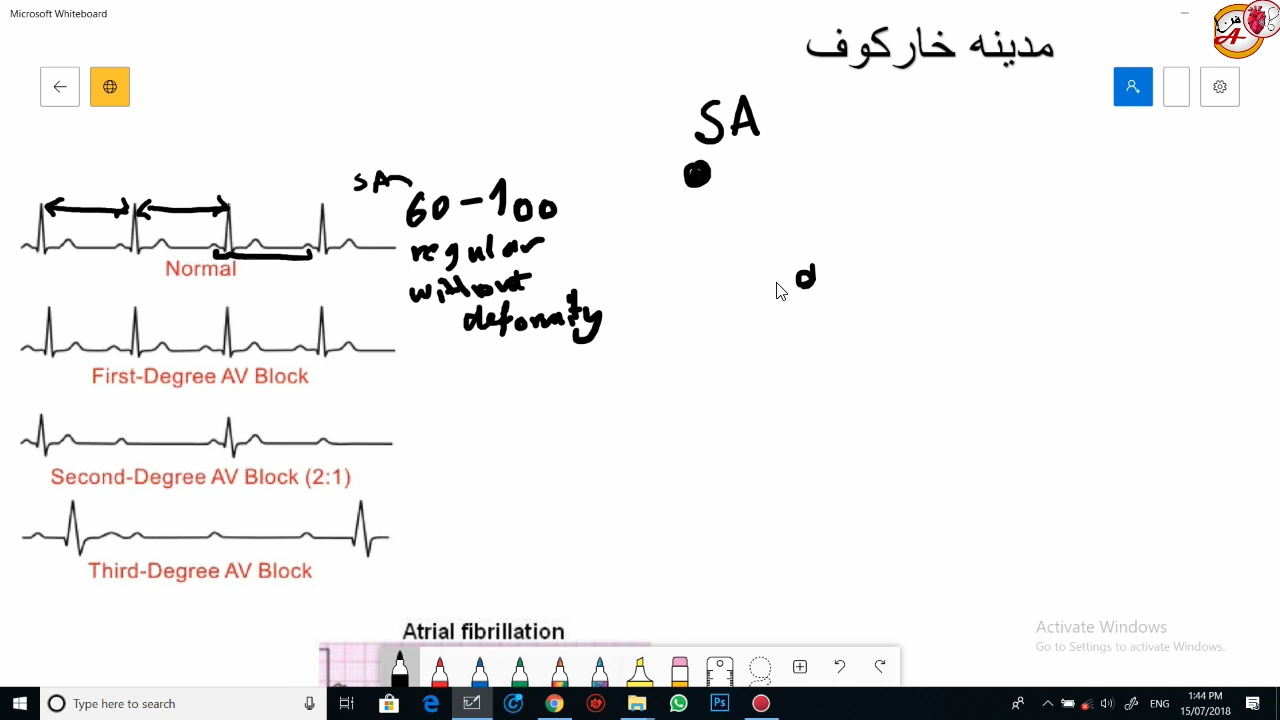 Microsoft Whiteboard
مدينه خاركوف
SA
SA
60-100
regular
without
deformity
Normal
First-Degree AV Block
Second-Degree AV Block (2:1)
Third-Degree AV Block
Atrial fibrillation
Activate Windows
Go to Settings to activate Windows.
Type here to search
Ps
ENG
1:44 PM
15/07/2018